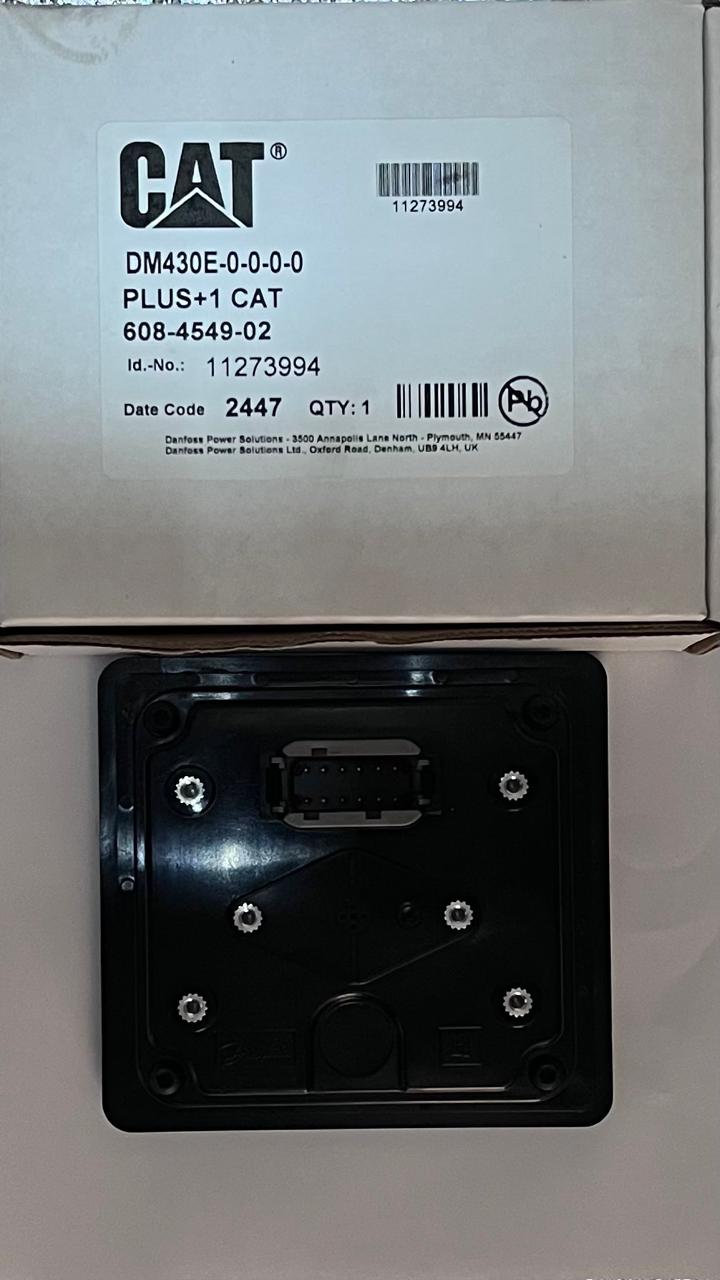 CAT®
11273994
DM430E-0-0-0-0
PLUS+1 CAT
608-4549-02
Id.-No.: 11273994
Date Code 2447 QTY: 1
Pb
Danfoss Power Solutions - 3500 Annapolis Lane North - Plymouth, MN 55447
Danfoss Power Solutions Ltd., Oxford Road, Denham, UB9 4LH, UK